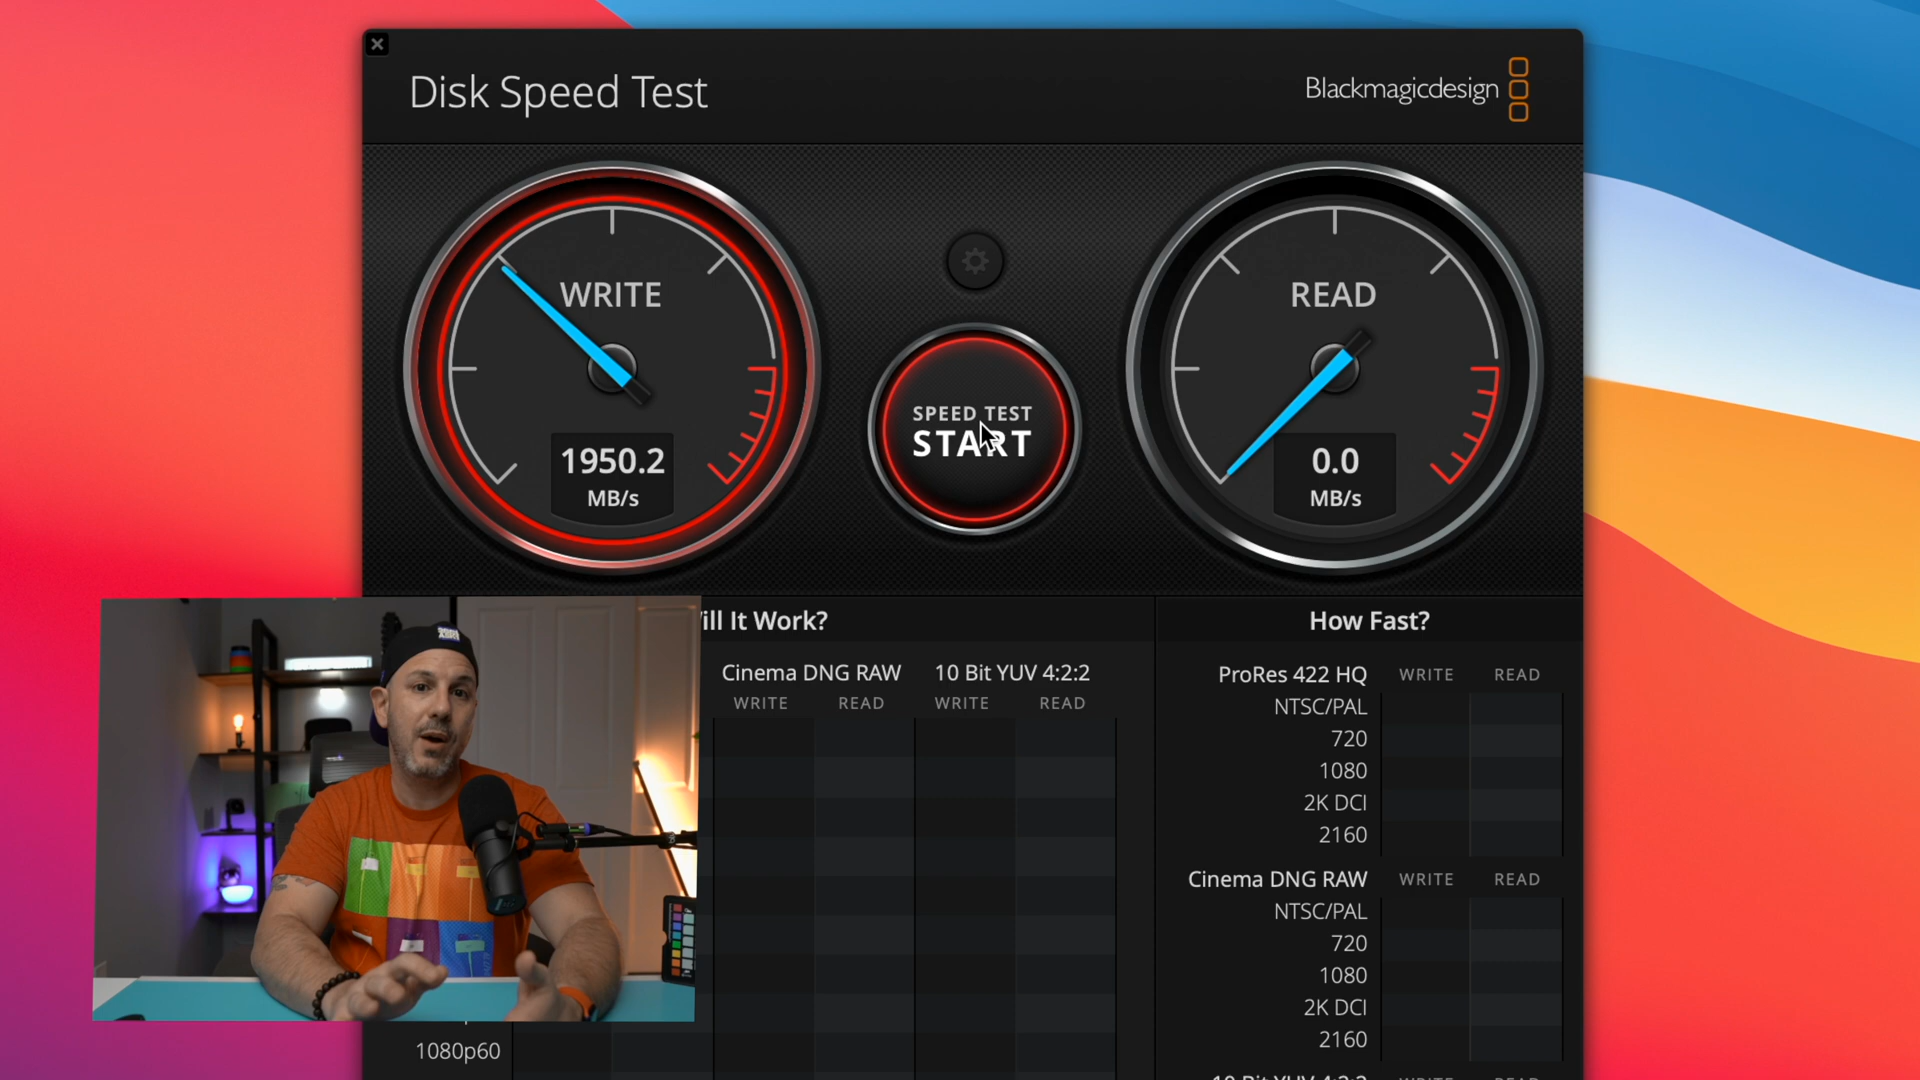 Disk Speed Test
Blackmagicdesign
WRITE
1950.2
MB/s
SPEED TEST
START
READ
0.0
MB/s
ill It Work?
Cinema DNG RAW
10 Bit YUV 4:2:2
WRITE READ WRITE READ
1080p60
How Fast?
ProRes 422 HQ WRITE READ
NTSC/PAL
720
1080
2K DCI
2160
Cinema DNG RAW WRITE READ
NTSC/PAL
720
1080
2K DCI
2160